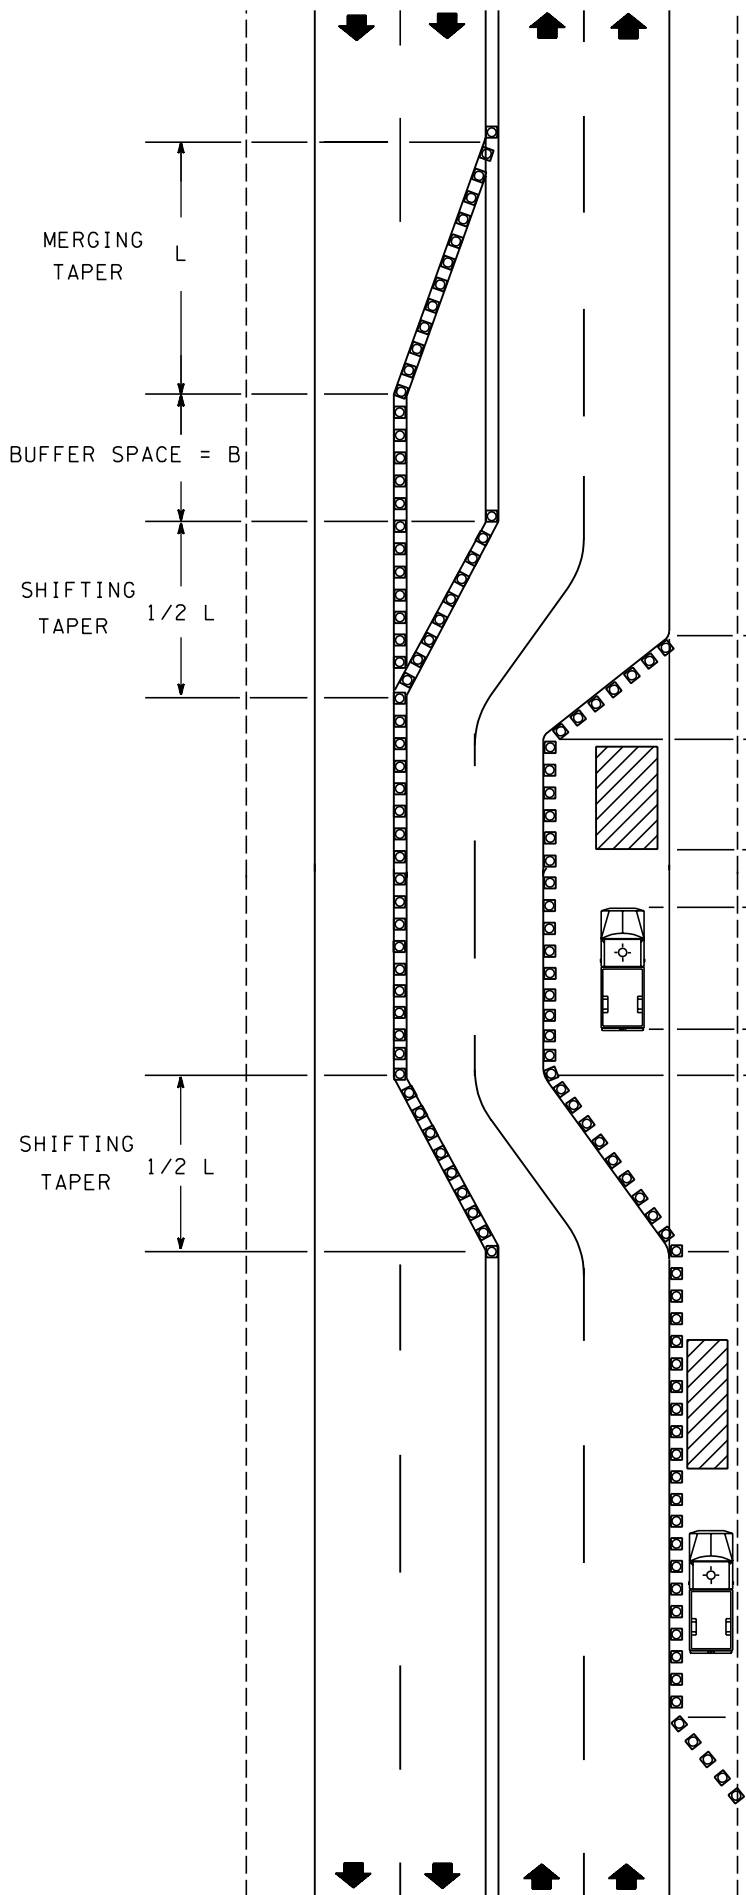 MERGING
TAPER
L
BUFFER SPACE = B
SHIFTING
TAPER
1/2 L
SHIFTING
TAPER
1/2 L